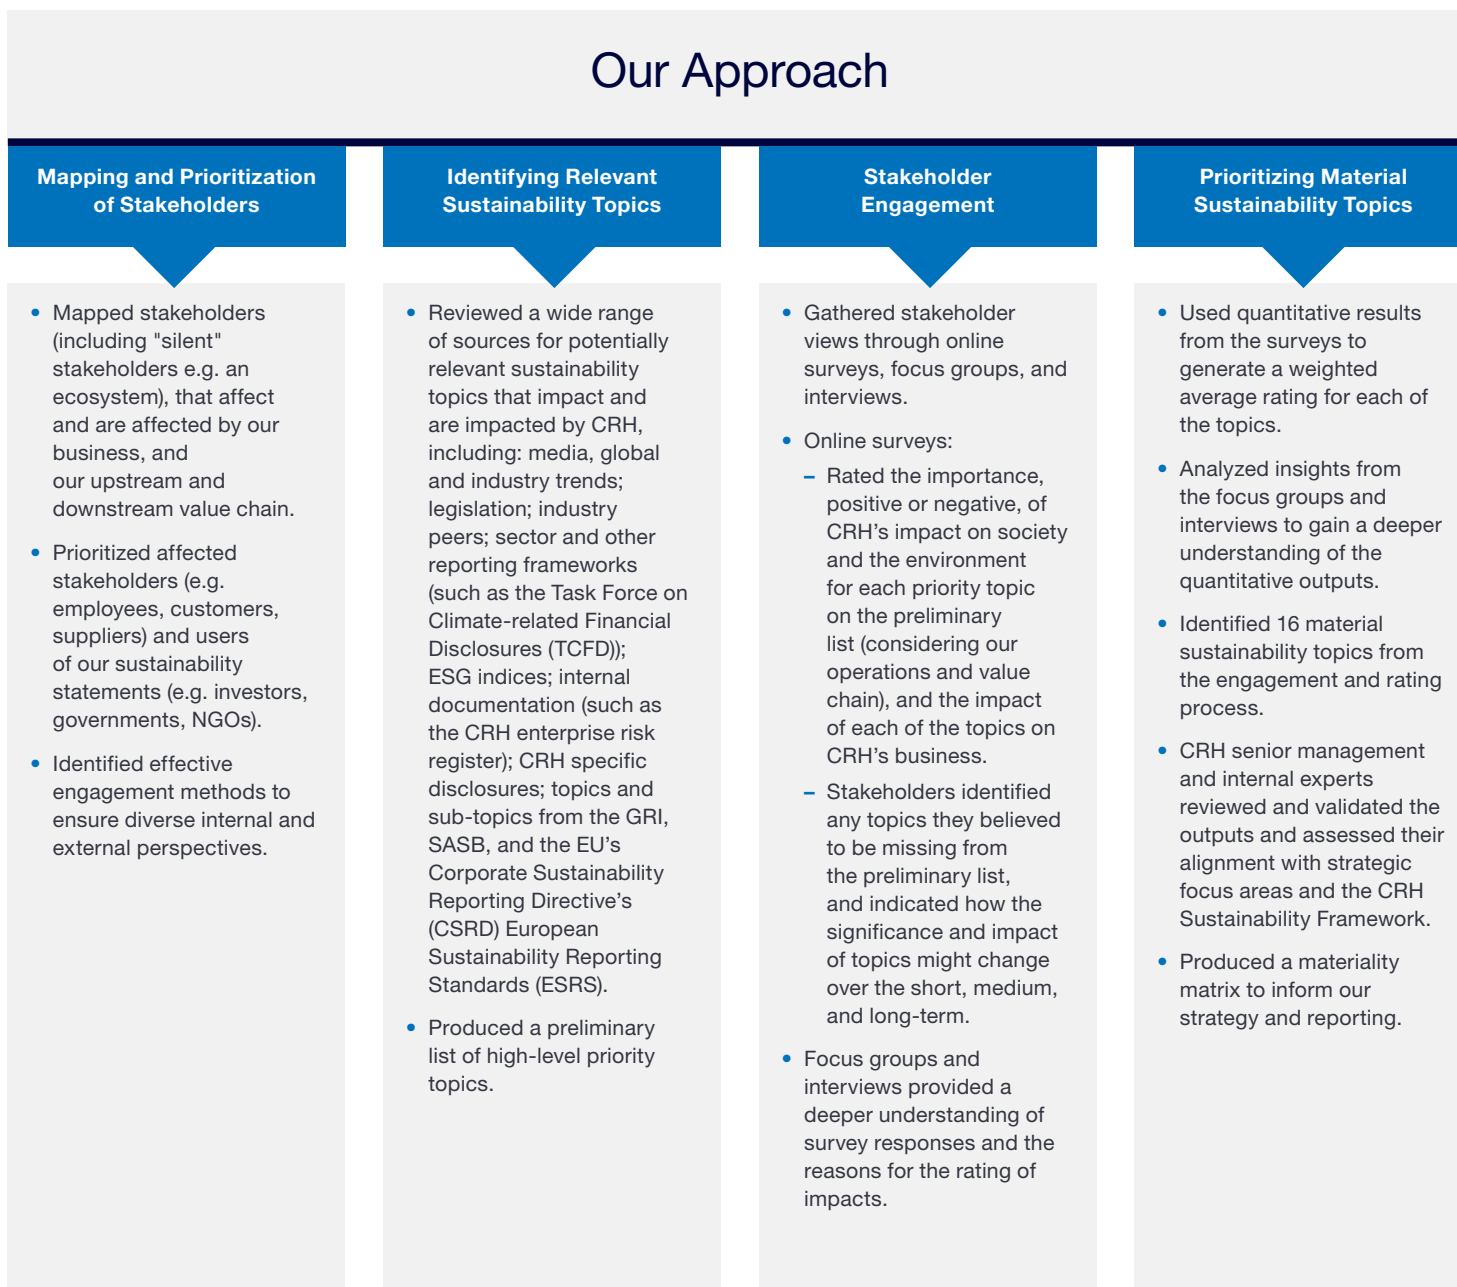 Our Approach
Mapping and Prioritization
of Stakeholders
• Mapped stakeholders
(including "silent"
stakeholders e.g. an
ecosystem), that affect
and are affected by our
business, and
our upstream and
downstream value chain.
• Prioritized affected
stakeholders (e.g.
employees, customers,
suppliers) and users
of our sustainability
statements (e.g. investors,
governments, NGOs).
• Identified effective
engagement methods to
ensure diverse internal and
external perspectives.
Identifying Relevant
Sustainability Topics
• Reviewed a wide range
of sources for potentially
relevant sustainability
topics that impact and
are impacted by CRH,
including: media, global
and industry trends;
legislation; industry
peers; sector and other
reporting frameworks
(such as the Task Force on
Climate-related Financial
Disclosures (TCFD));
ESG indices; internal
documentation (such as
the CRH enterprise risk
register); CRH specific
disclosures; topics and
sub-topics from the GRI,
SASB, and the EU’s
Corporate Sustainability
Reporting Directive’s
(CSRD) European
Sustainability Reporting
Standards (ESRS).
• Produced a preliminary
list of high-level priority
topics.
Stakeholder
Engagement
• Gathered stakeholder
views through online
surveys, focus groups, and
interviews.
• Online surveys:
– Rated the importance,
positive or negative, of
CRH’s impact on society
and the environment
for each priority topic
on the preliminary
list (considering our
operations and value
chain), and the impact
of each of the topics on
CRH’s business.
– Stakeholders identified
any topics they believed
to be missing from
the preliminary list,
and indicated how the
significance and impact
of topics might change
over the short, medium,
and long-term.
• Focus groups and
interviews provided a
deeper understanding of
survey responses and the
reasons for the rating of
impacts.
Prioritizing Material
Sustainability Topics
• Used quantitative results
from the surveys to
generate a weighted
average rating for each of
the topics.
• Analyzed insights from
the focus groups and
interviews to gain a deeper
understanding of the
quantitative outputs.
• Identified 16 material
sustainability topics from
the engagement and rating
process.
• CRH senior management
and internal experts
reviewed and validated the
outputs and assessed their
alignment with strategic
focus areas and the CRH
Sustainability Framework.
• Produced a materiality
matrix to inform our
strategy and reporting.